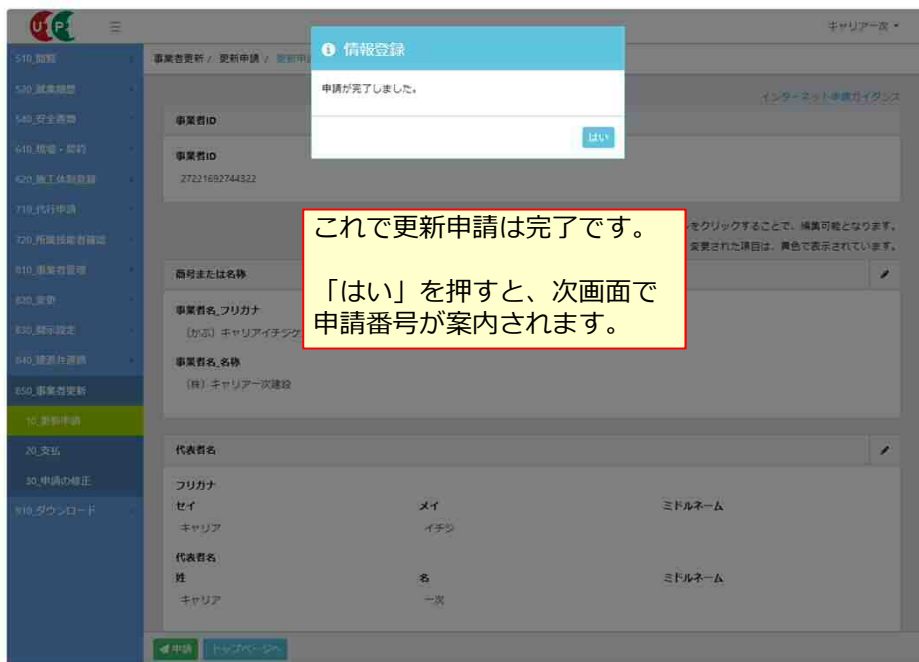 キャリア一次
情報登録
申請が完了しました。
はい
510_閲覧
520_就業履歴
540_安全書類
610_現場・契約
620_施工体制登録
710_代行申請
720_所属技能者確認
810_事業者管理
820_変更
830_開示設定
840_建退共連携
850_事業者更新
10_更新申請
20_支払
30_申請の修正
910_ダウンロード
事業者更新 / 更新申請 /
インターネット申請ガイダンス
事業者ID
事業者ID
27221692744322
をクリックすることで、編集可能となります。
変更された項目は、黄色で表示されています。
これで更新申請は完了です。
「はい」を押すと、次画面で
申請番号が案内されます。
商号または名称
事業者名_フリガナ
(かぶ) キャリアイチジケ
事業者名_名称
(株) キャリア一次建設
代表者名
フリガナ
セイ メイ ミドルネーム
キャリア イチジ
代表者名
姓 名 ミドルネーム
キャリア 一次
申請 トップページへ